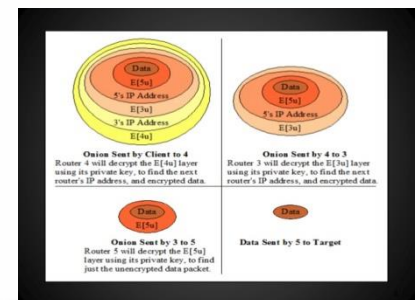 Data
E[5u]
5's IP Address
E[3u]
3's IP Address
E[4u]
Onion Sent by Client to 4
Router 4 will decrypt the E[4u] layer
using its private key, to find the next
router's IP address, and encrypted data.
Data
E[5u]
5's IP Address
E[3u]
Onion Sent by 4 to 3
Router 3 will decrypt the E[3u] layer
using its private key, to find the next
router's IP address, and encrypted data.
Data
E[5u]
Onion Sent by 3 to 5
Router 5 will decrypt the E[5u]
layer using its private key, to find
just the unencrypted data packet.
Data
Data Sent by 5 to Target